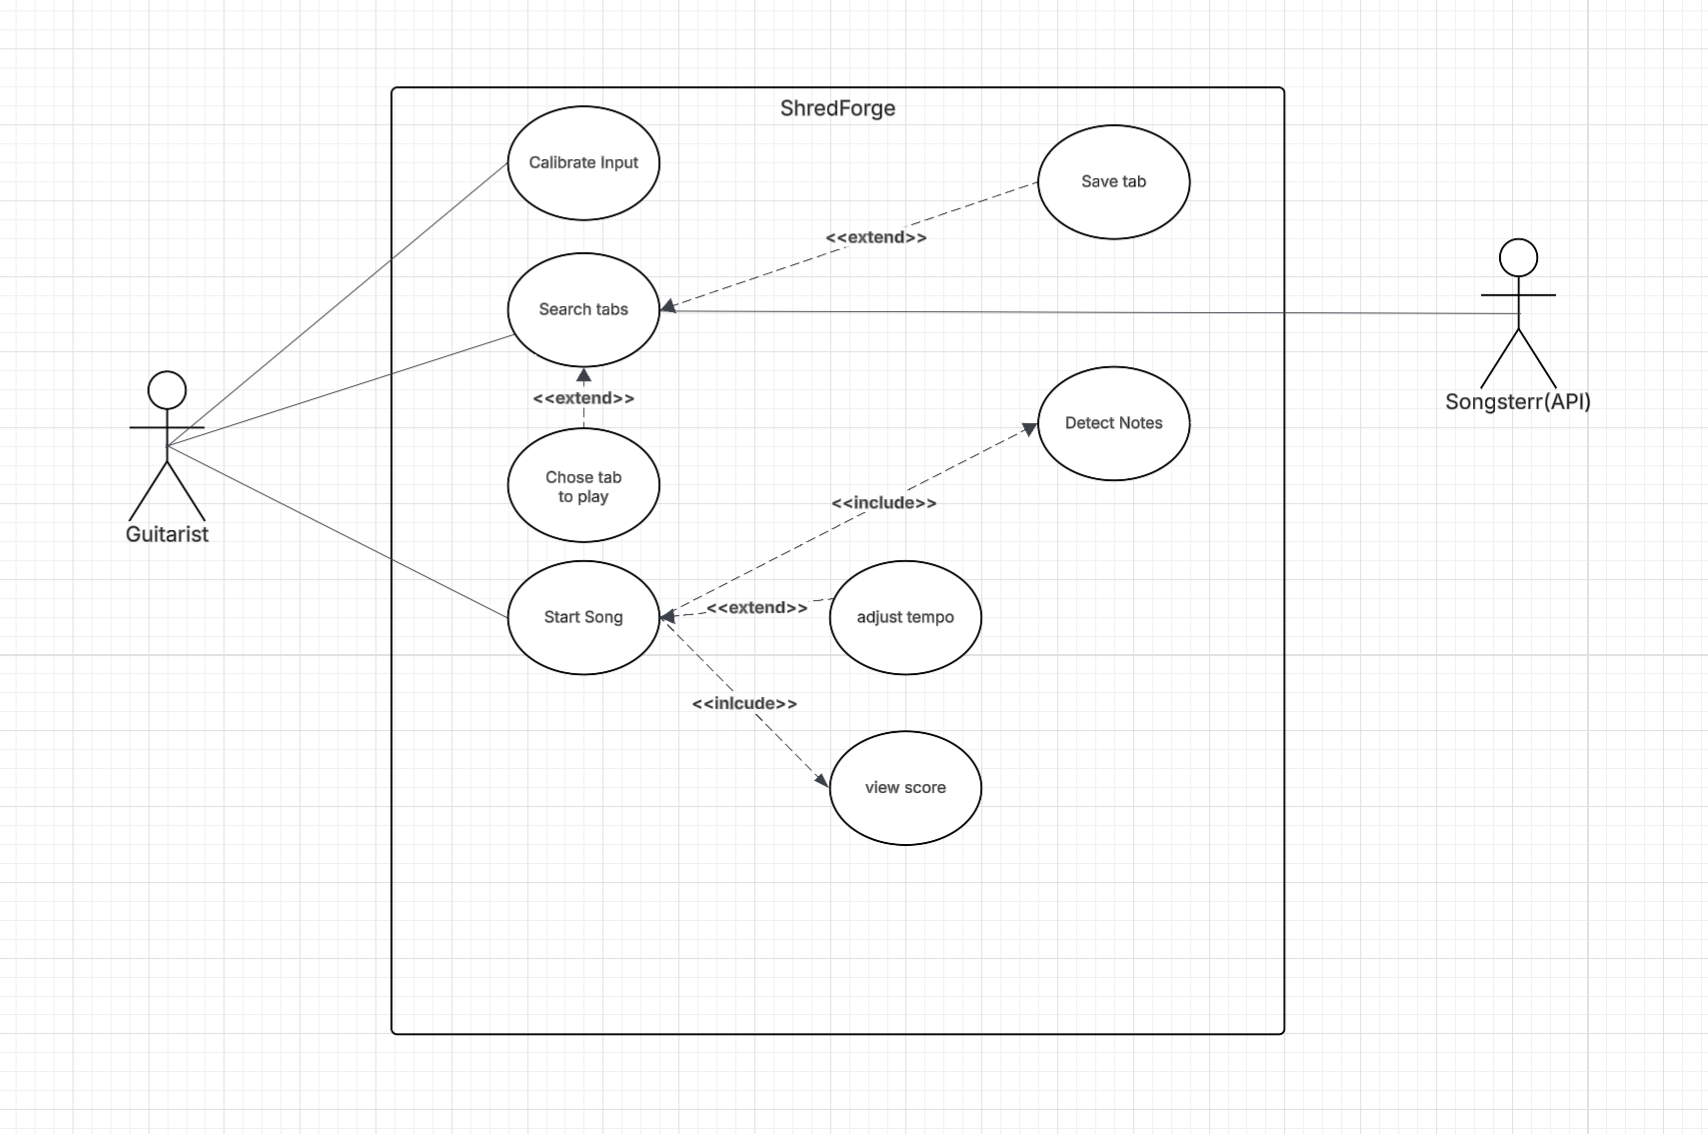 ShredForge
Calibrate Input
Save tab
<<extend>>
Search tabs
<<extend>>
Songsterr(API)
Detect Notes
Chose tab
to play
<<include>>
Guitarist
Start Song
<<extend>>
adjust tempo
<<inlcude>>
view score